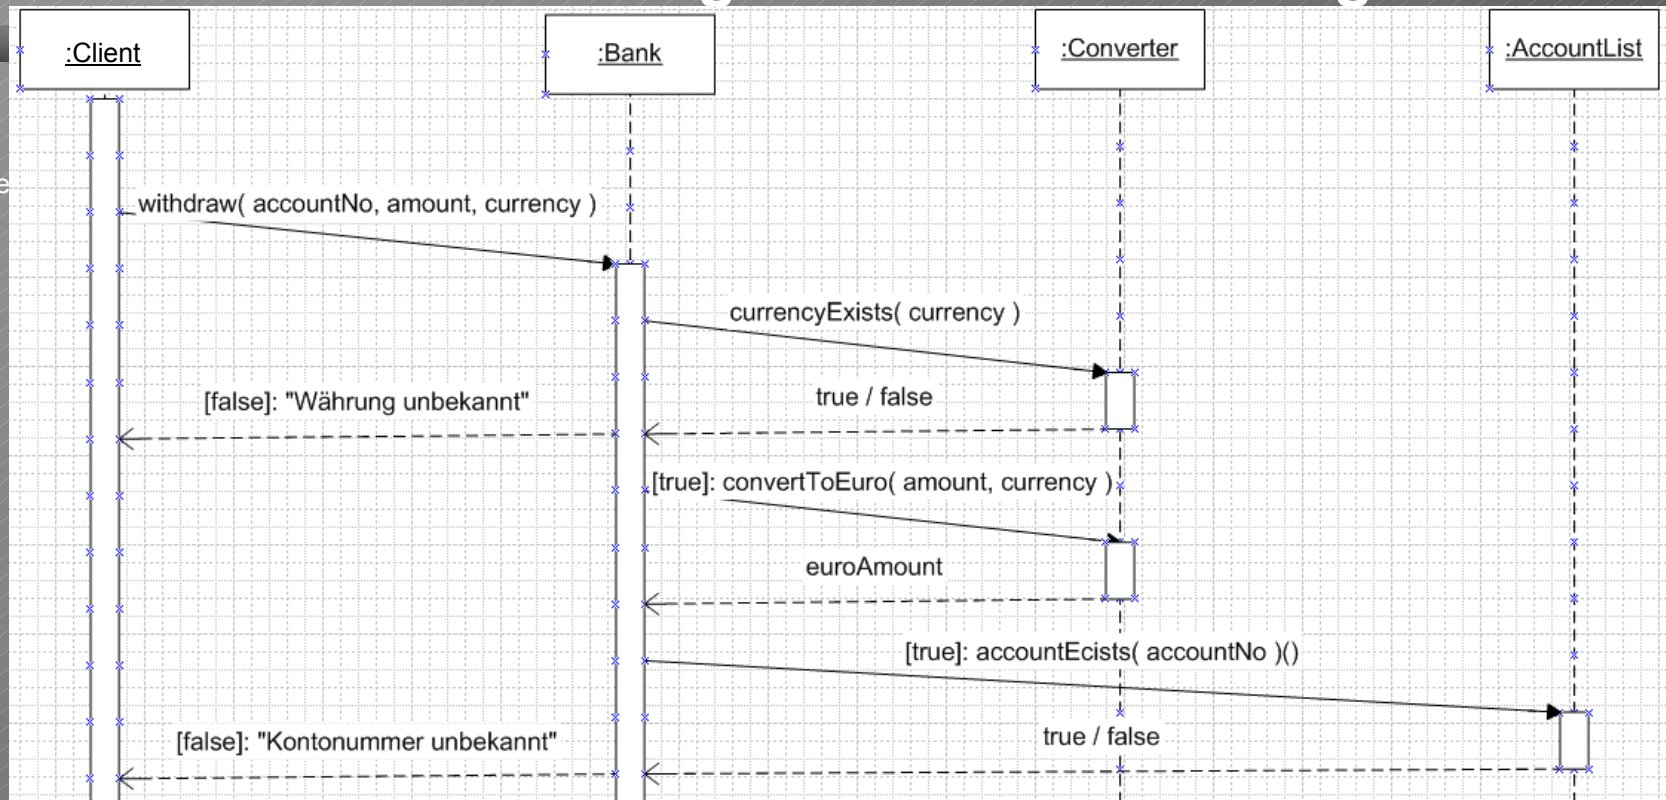 :Client
:Bank
:Converter
:AccountList
withdraw( accountNo, amount, currency )
currencyExists( currency )
[false]: "Währung unbekannt"
true / false
[true]: convertToEuro( amount, currency )
euroAmount
[true]: accountEcists( accountNo )()
[false]: "Kontonummer unbekannt"
true / false